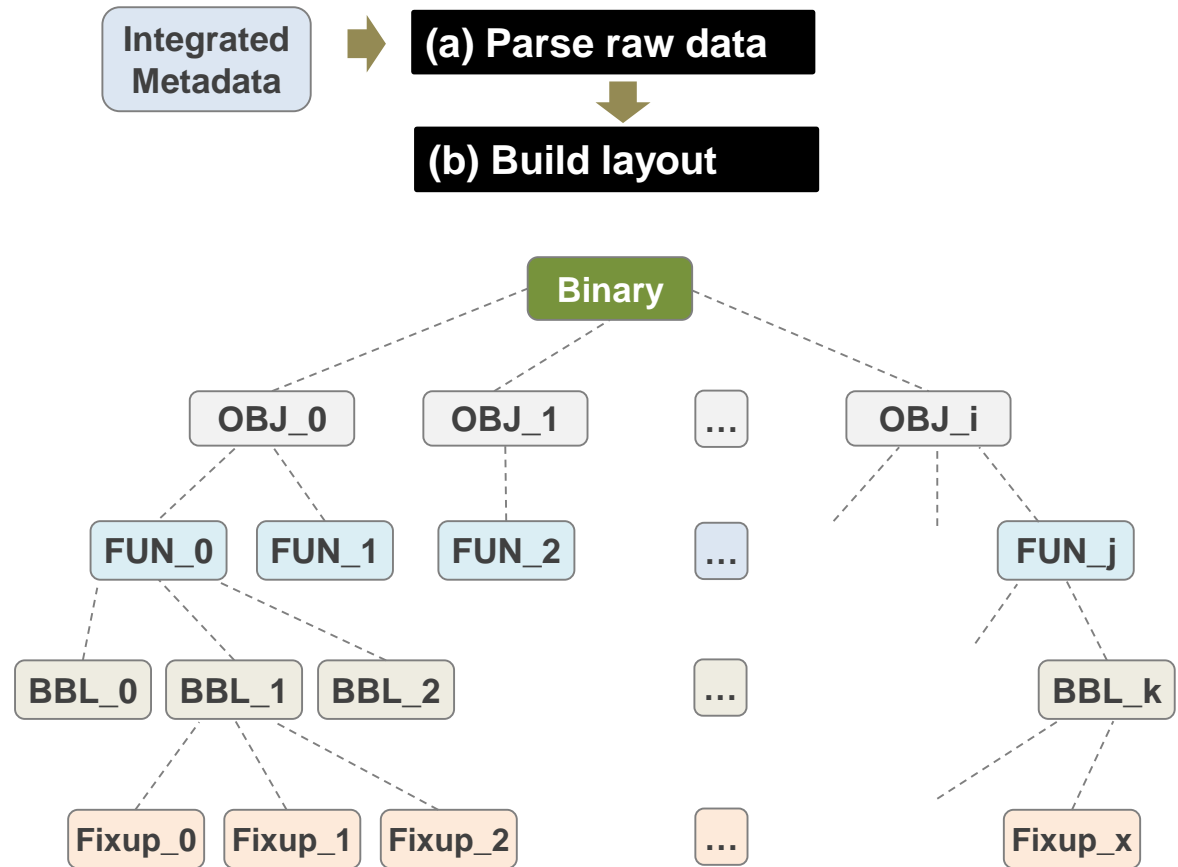 Integrated
Metadata
(a) Parse raw data
(b) Build layout
Binary
OBJ_0
OBJ_1
...
OBJ_i
FUN_0
FUN_1
FUN_2
...
FUN_j
BBL_0
BBL_1
BBL_2
...
BBL_k
Fixup_0
Fixup_1
Fixup_2
...
Fixup_x